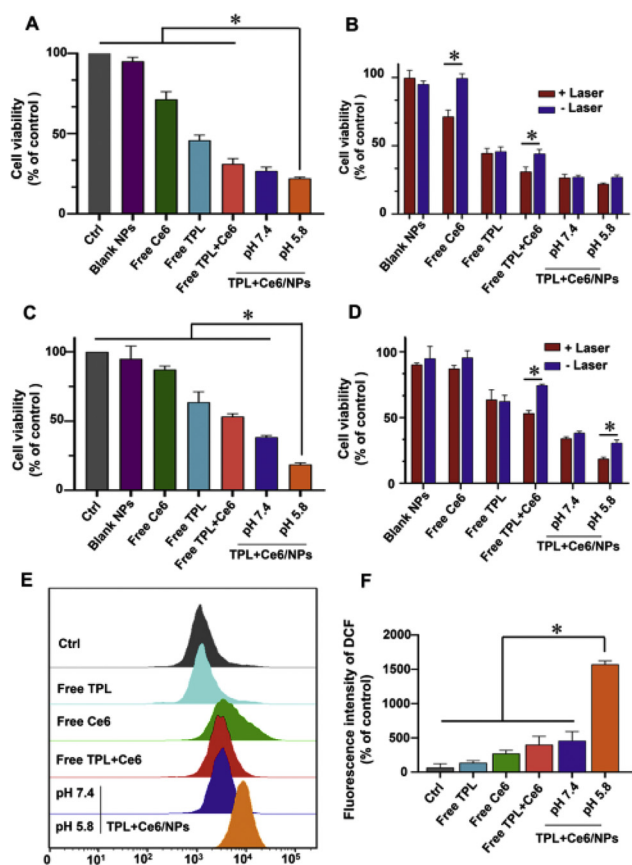 A
Cell viability
(% of control )
100
50
0
*
Ctrl
Blank NPs
Free Ce6
Free TPL
Free TPL+Ce6
pH 7.4
pH 5.8
TPL+Ce6/NPs
B
Cell viability
(% of control )
100
50
0
*
*
+ Laser
- Laser
Blank NPs
Free Ce6
Free TPL
Free TPL+Ce6
pH 7.4
pH 5.8
TPL+Ce6/NPs
C
Cell viability
(% of control )
100
50
0
*
Ctrl
Blank NPs
Free Ce6
Free TPL
Free TPL+Ce6
pH 7.4
pH 5.8
TPL+Ce6/NPs
D
Cell viability
(% of control )
100
50
0
*
*
+ Laser
- Laser
Blank NPs
Free Ce6
Free TPL
Free TPL+Ce6
pH 7.4
pH 5.8
TPL+Ce6/NPs
E
Ctrl
Free TPL
Free Ce6
Free TPL+Ce6
pH 7.4
pH 5.8
TPL+Ce6/NPs
0 10¹ 10² 10³ 10⁴ 10⁵
F
Fluorescence intensity of DCF
(% of control )
2000
1500
1000
500
0
*
Ctrl
Free TPL
Free Ce6
Free TPL+Ce6
pH 7.4
pH 5.8
TPL+Ce6/NPs